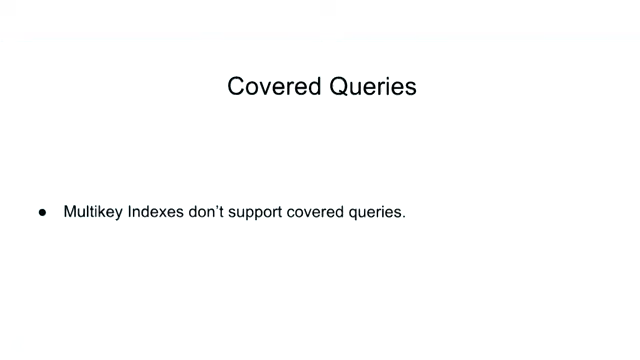 Covered Queries
● Multikey Indexes don't support covered queries.